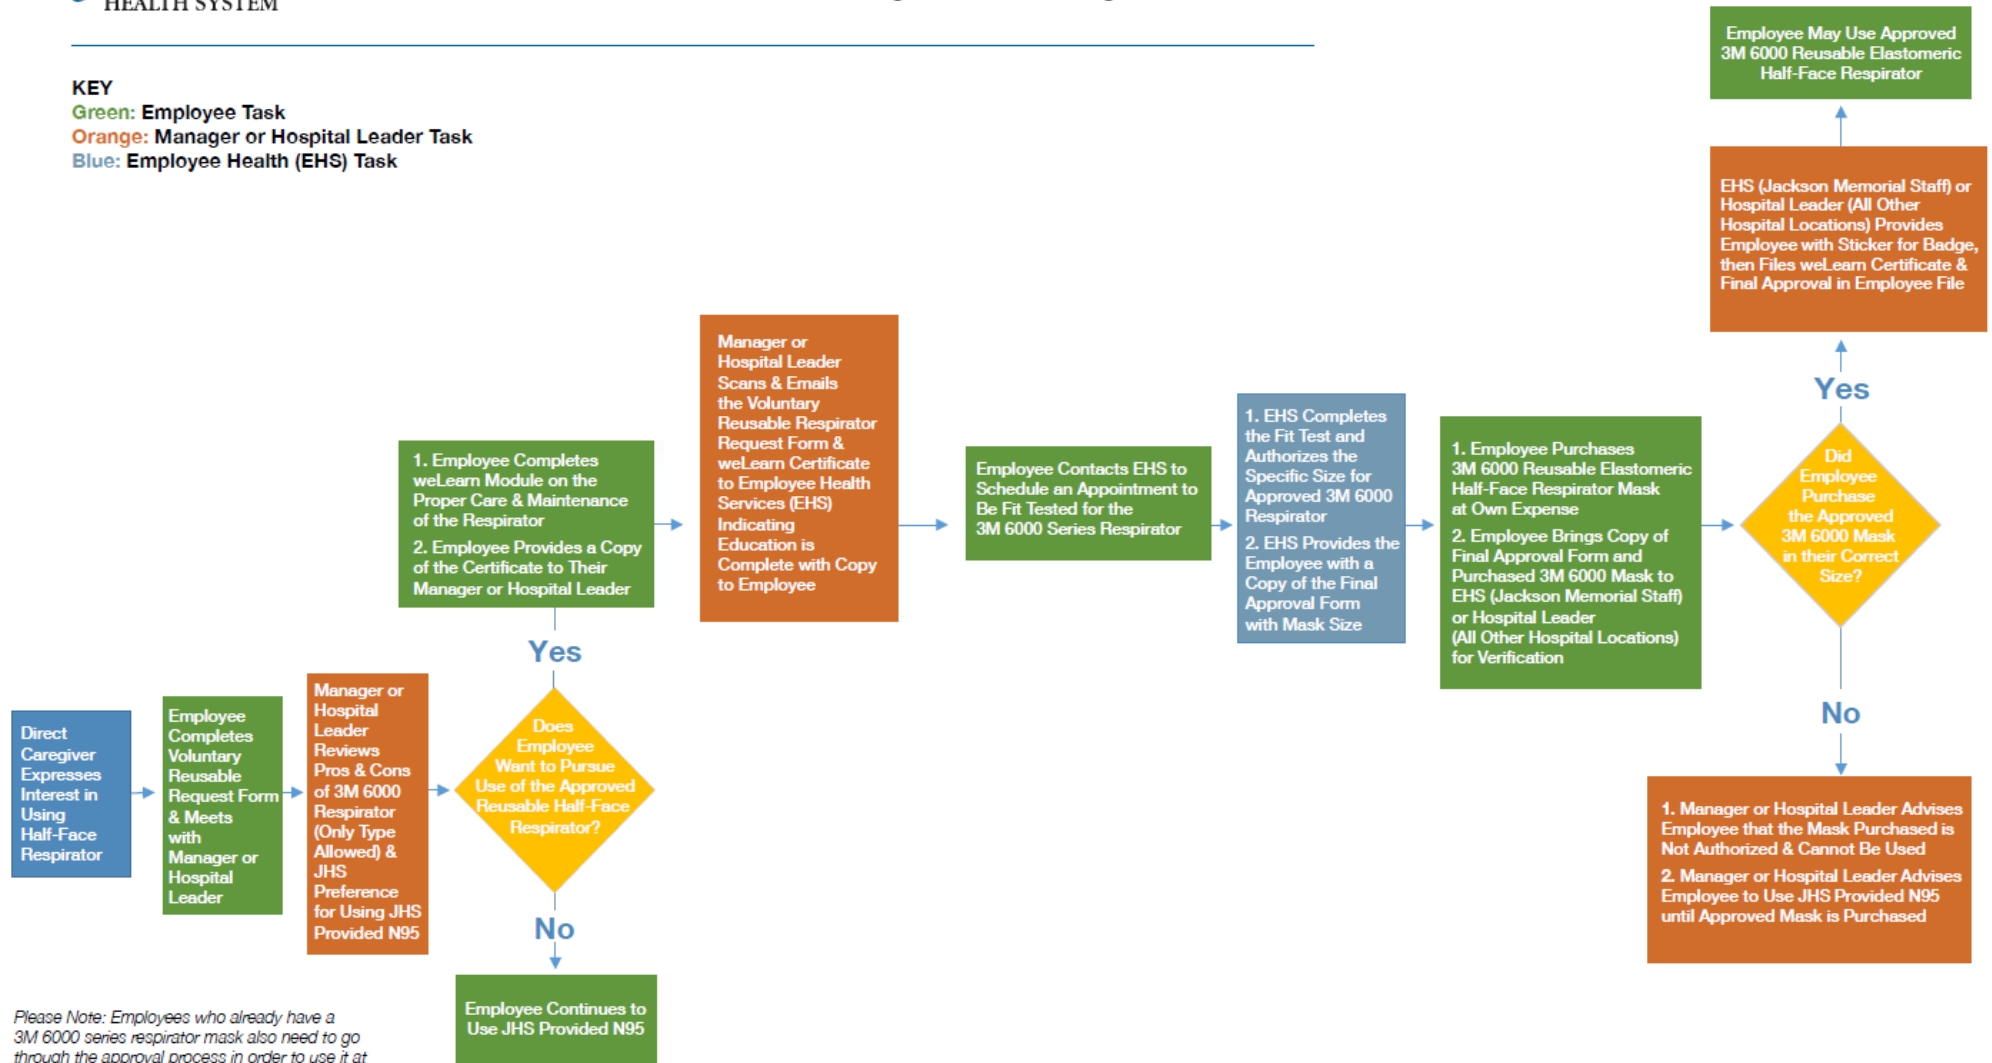 HEALTH SYSTEM
KEY
Green: Employee Task
Orange: Manager or Hospital Leader Task
Blue: Employee Health (EHS) Task
Direct
Caregiver
Expresses
Interest in
Using
Half-Face
Respirator
Employee
Completes
Voluntary
Reusable
Request Form
& Meets
with
Manager or
Hospital
Leader
Manager or
Hospital
Leader
Reviews
Pros & Cons
of 3M 6000
Respirator
(Only Type
Allowed) &
JHS
Preference
for Using JHS
Provided N95
Does
Employee
Want to Pursue
Use of the Approved
Reusable Half-Face
Respirator?
No
Employee Continues to
Use JHS Provided N95
Yes
1. Employee Completes
weLearn Module on the
Proper Care & Maintenance
of the Respirator
2. Employee Provides a Copy
of the Certificate to Their
Manager or Hospital Leader
Manager or
Hospital Leader
Scans & Emails
the Voluntary
Reusable Respirator
Request Form &
weLearn Certificate
to Employee Health
Services (EHS)
Indicating
Education is
Complete with Copy
to Employee
Employee Contacts EHS to
Schedule an Appointment to
Be Fit Tested for the
3M 6000 Series Respirator
1. EHS Completes
the Fit Test and
Authorizes the
Specific Size for
Approved 3M 6000
Respirator
2. EHS Provides the
Employee with a
Copy of the Final
Approval Form
with Mask Size
1. Employee Purchases
3M 6000 Reusable Elastomeric
Half-Face Respirator Mask
at Own Expense
2. Employee Brings Copy of
Final Approval Form and
Purchased 3M 6000 Mask to
EHS (Jackson Memorial Staff)
or Hospital Leader
(All Other Hospital Locations)
for Verification
Did
Employee
Purchase
the Approved
3M 6000 Mask
in their Correct
Size?
Yes
EHS (Jackson Memorial Staff) or
Hospital Leader (All Other
Hospital Locations) Provides
Employee with Sticker for Badge,
then Files weLearn Certificate &
Final Approval in Employee File
Employee May Use Approved
3M 6000 Reusable Elastomeric
Half-Face Respirator
No
1. Manager or Hospital Leader Advises
Employee that the Mask Purchased is
Not Authorized & Cannot Be Used
2. Manager or Hospital Leader Advises
Employee to Use JHS Provided N95
until Approved Mask is Purchased
Please Note: Employees who already have a
3M 6000 series respirator mask also need to go
through the approval process in order to use it at